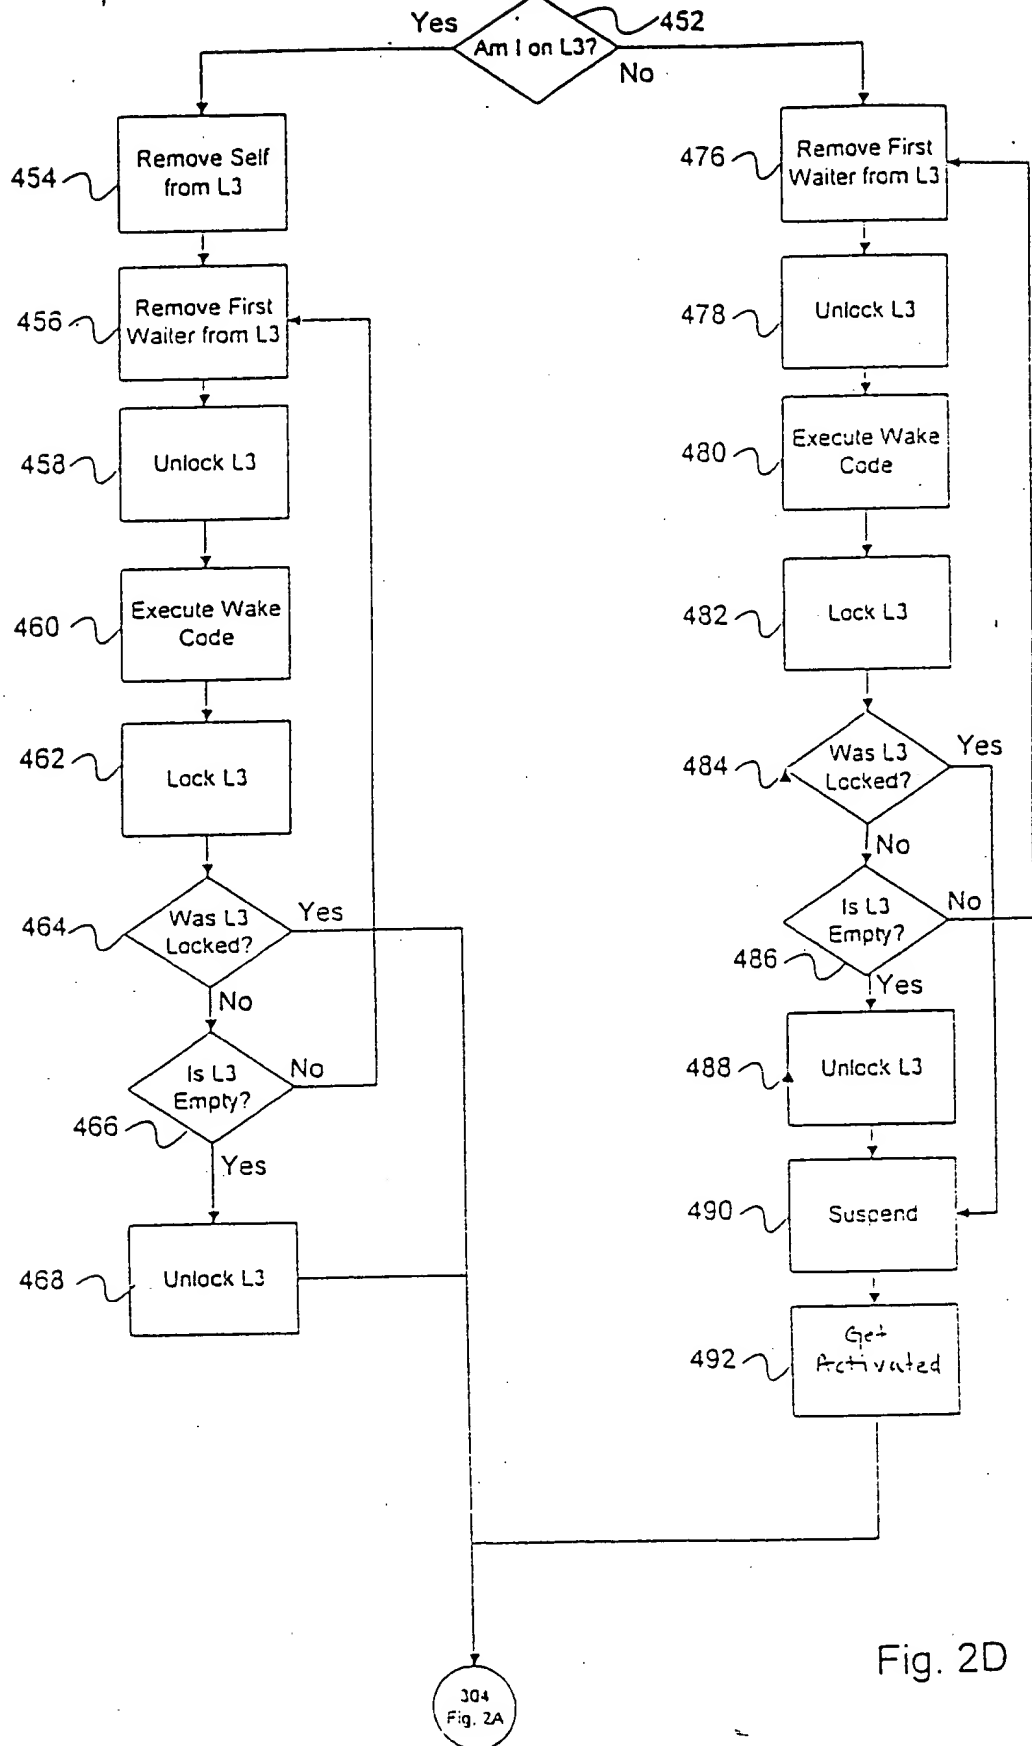 452
Yes
Am I on L3?
No
454
Remove Self
from L3
456
Remove First
Waiter from L3
458
Unlock L3
460
Execute Wake
Code
462
Lock L3
464
Was L3
Locked?
Yes
No
Is L3
Empty?
No
466
Yes
468
Unlock L3
476
Remove First
Waiter from L3
478
Unlock L3
480
Execute Wake
Code
482
Lock L3
484
Was L3
Locked?
Yes
No
Is L3
Empty?
No
486
Yes
488
Unlock L3
490
Suspend
492
Get
Activated
304
Fig. 2A
Fig. 2D